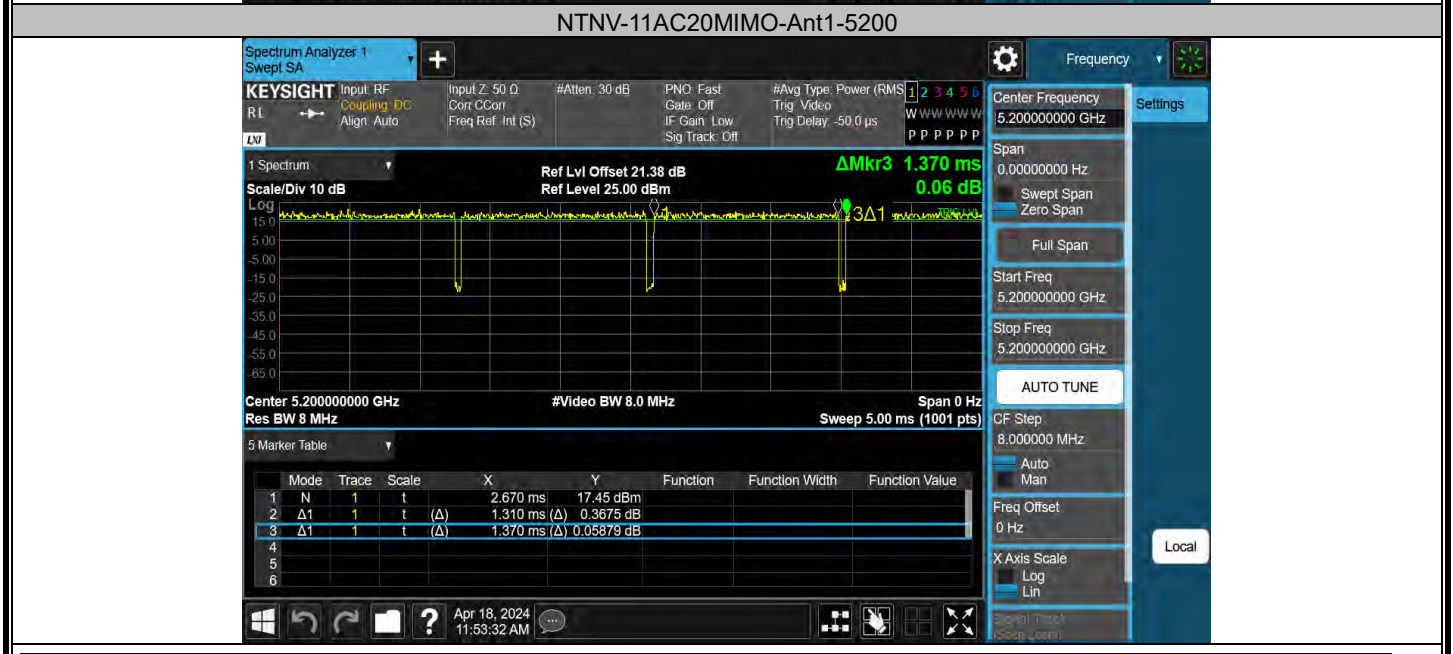 NTNV-11AC20MIMO-Ant1-5200
Spectrum Analyzer 1
Swept SA
+
Frequency
KEYSIGHT
RL
LXI
Input: RF
Coupling: DC
Align: Auto
Input Z: 50 Ω
Corr CCorr
Freq Ref: Int (S)
#Atten: 30 dB
PNO: Fast
Gate: Off
IF Gain: Low
Sig Track: Off
#Avg Type: Power (RMS
Trig: Video
Trig Delay: -50.0 µs
1 2 3 4 5 6
W W W W W W
P P P P P P
Center Frequency
5.200000000 GHz
Settings
Span
0.00000000 Hz
Swept Span
Zero Span
Full Span
Start Freq
5.200000000 GHz
Stop Freq
5.200000000 GHz
AUTO TUNE
CF Step
8.000000 MHz
Auto
Man
Freq Offset
0 Hz
X Axis Scale
Log
Lin
Signal Track
(Span Zoom)
Local
1 Spectrum
Scale/Div 10 dB
Ref Lvl Offset 21.38 dB
Ref Level 25.00 dBm
ΔMkr3 1.370 ms
0.06 dB
Log
15.0
5.00
-5.00
-15.0
-25.0
-35.0
-45.0
-55.0
-65.0
1
3Δ1
TRIG LVL
Center 5.200000000 GHz
Res BW 8 MHz
#Video BW 8.0 MHz
Span 0 Hz
Sweep 5.00 ms (1001 pts)
5 Marker Table
Mode Trace Scale X Y Function Function Width Function Value
1 N 1 t 2.670 ms 17.45 dBm
2 Δ1 1 t (Δ) 1.310 ms (Δ) 0.3675 dB
3 Δ1 1 t (Δ) 1.370 ms (Δ) 0.05879 dB
4
5
6
?
Apr 18, 2024
11:53:32 AM